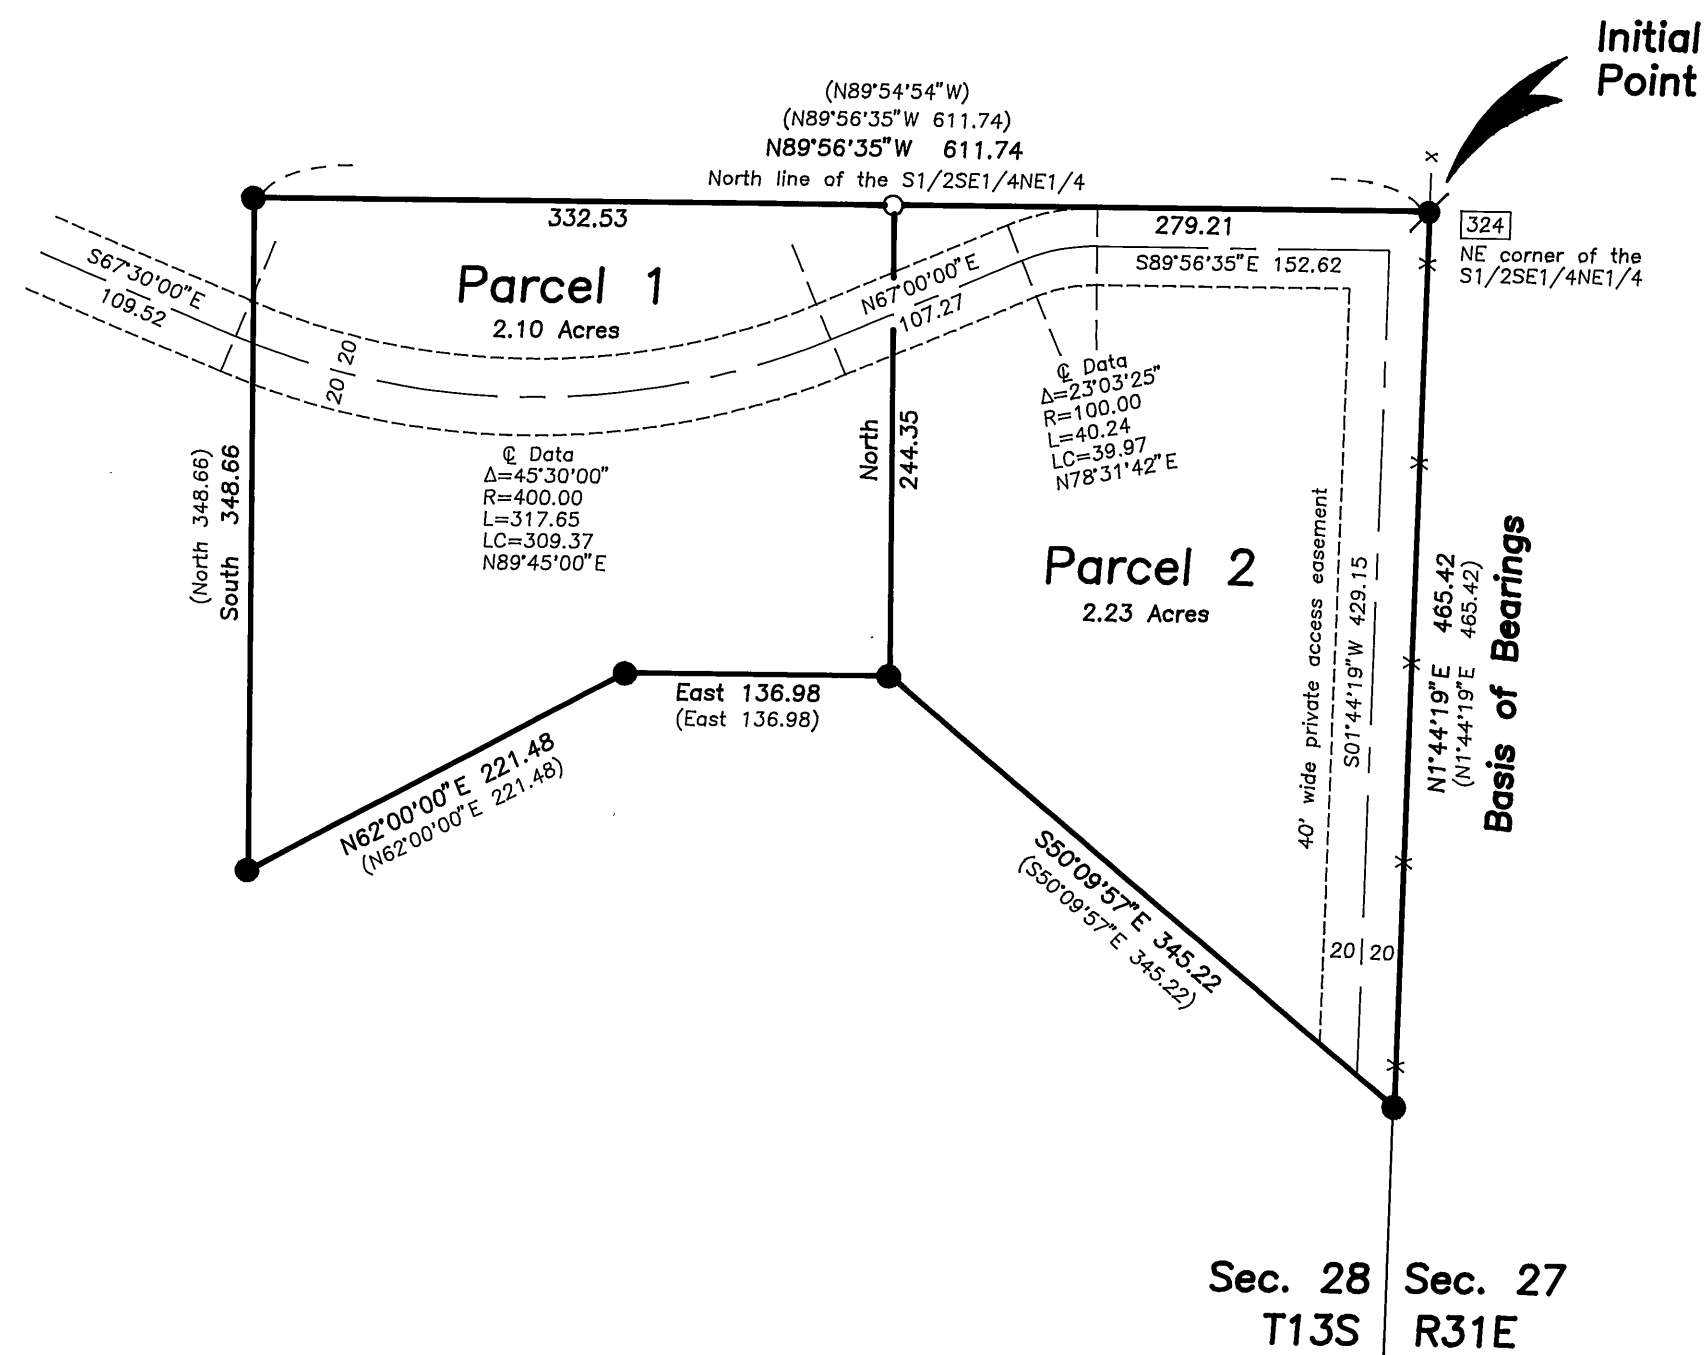 Initial
Point
(N89°54'54"W)
(N89°56'35"W 611.74)
N89°56'35"W 611.74
North line of the S1/2SE1/4NE1/4
332.53
279.21
324
NE corner of the
S1/2SE1/4NE1/4
S67°30'00"E
109.52
Parcel 1
2.10 Acres
N67°00'00"E
107.27
S89°56'35"E 152.62
20|20
℄ Data
Δ=45°30'00"
R=400.00
L=317.65
LC=309.37
N89°45'00"E
℄ Data
Δ=23°03'25"
R=100.00
L=40.24
LC=39.97
N78°31'42"E
(North 348.66)
South 348.66
North
244.35
Parcel 2
2.23 Acres
40' wide private access easement
S01°44'19"W 429.15
N1°44'19"E 465.42
(N1°44'19"E 465.42)
Basis of Bearings
East 136.98
(East 136.98)
N62°00'00"E 221.48
(N62°00'00"E 221.48)
S50°09'57"E 345.22
(S50°09'57"E 345.22)
20|20
Sec. 28 Sec. 27
T13S R31E